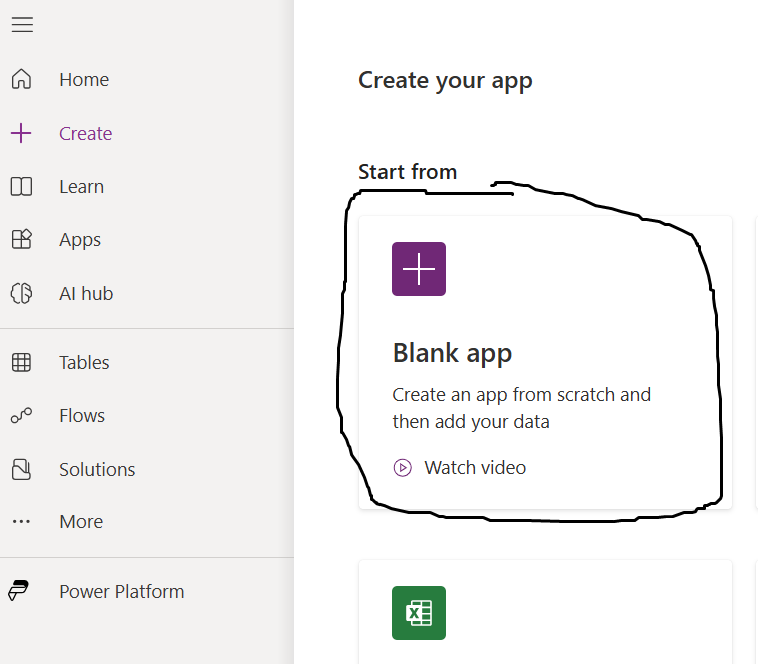 Home
Create
Learn
Apps
AI hub
Tables
Flows
Solutions
More
Power Platform
Create your app
Start from
Blank app
Create an app from scratch and
then add your data
Watch video